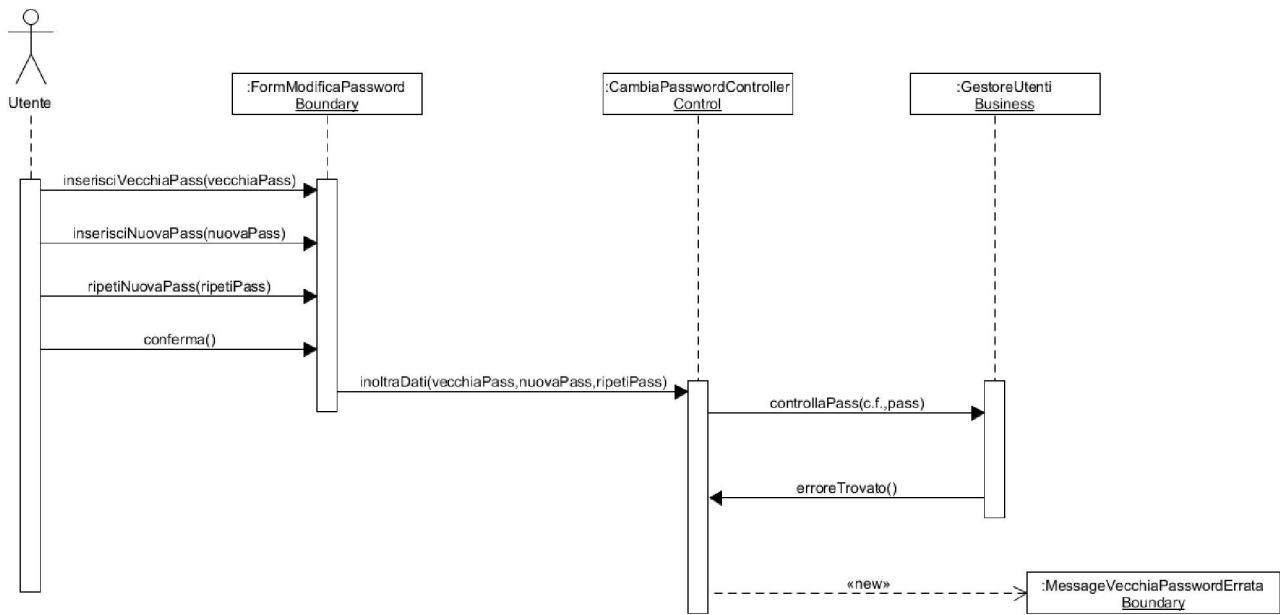 :FormModificaPassword
Boundary
:CambiaPasswordController
Control
:GestoreUtenti
Business
Utente
inserisciVecchiaPass(vecchiaPass)
inserisciNuovaPass(nuovaPass)
ripetiNuovaPass(ripetiPass)
conferma()
inoltraDati(vecchiaPass,nuovaPass,ripetiPass)
controllaPass(c.f.,pass)
erroreTrovato()
«new»
:MessageVecchiaPasswordErrata
Boundary